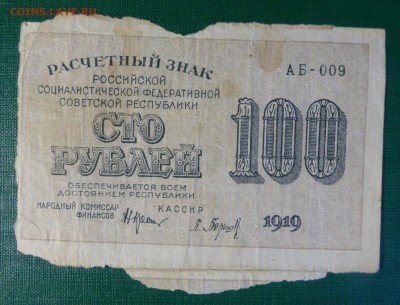 COINS.LAVE.RU
РАСЧЕТНЫЙ ЗНАК
РОССИЙСКОЙ
СОЦИАЛИСТИЧЕСКОЙ ФЕДЕРАТИВНОЙ
СОВЕТСКОЙ РЕСПУБЛИКИ
АБ-009
СТО
РУБЛЕЙ
100
ОБЕСПЕЧИВАЕТСЯ ВСЕМ
ДОСТОЯНИЕМ РЕСПУБЛИКИ
НАРОДНЫЙ КОМИССАР
ФИНАНСОВ
КАССИР
1919